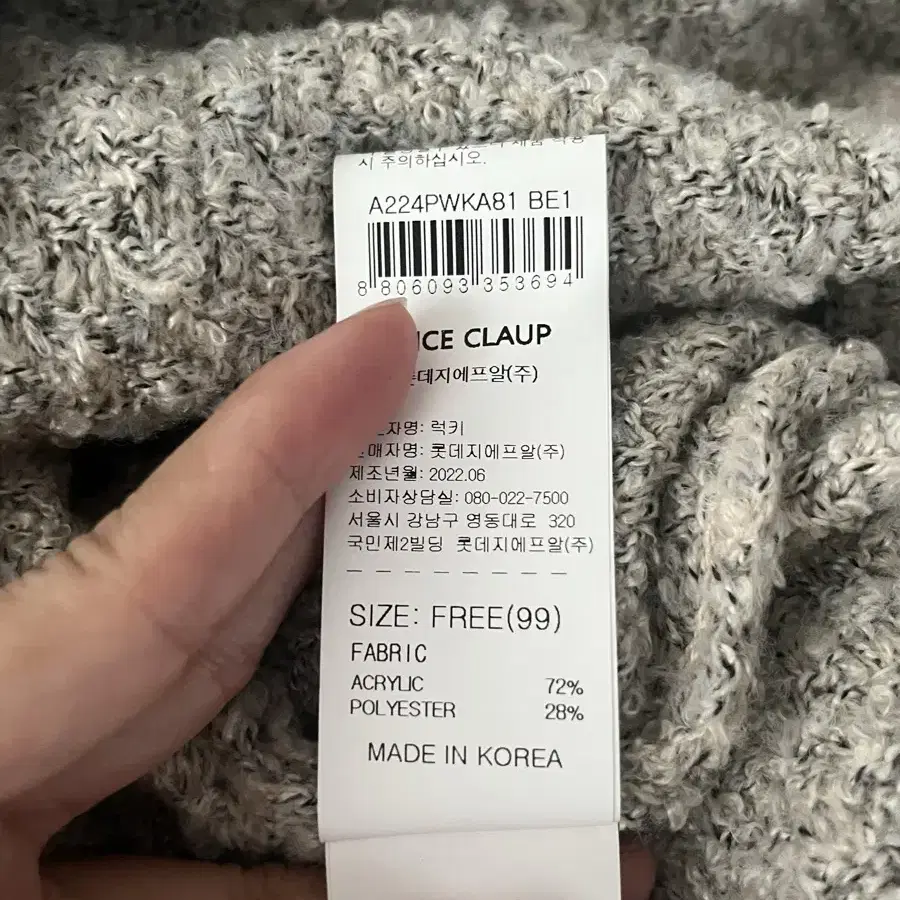 시 주의하십시오.
A224PWKA81 BE1
8 806093 353694
CLAUP
롯데지에프알(주)
럭키
판매자명: 롯데지에프알(주)
제조년월: 2022.06
소비자상담실: 080-022-7500
서울시 강남구 영동대로 320
국민제2빌딩 롯데지에프알(주)
SIZE: FREE(99)
FABRIC
ACRYLIC 72%
POLYESTER 28%
MADE IN KOREA